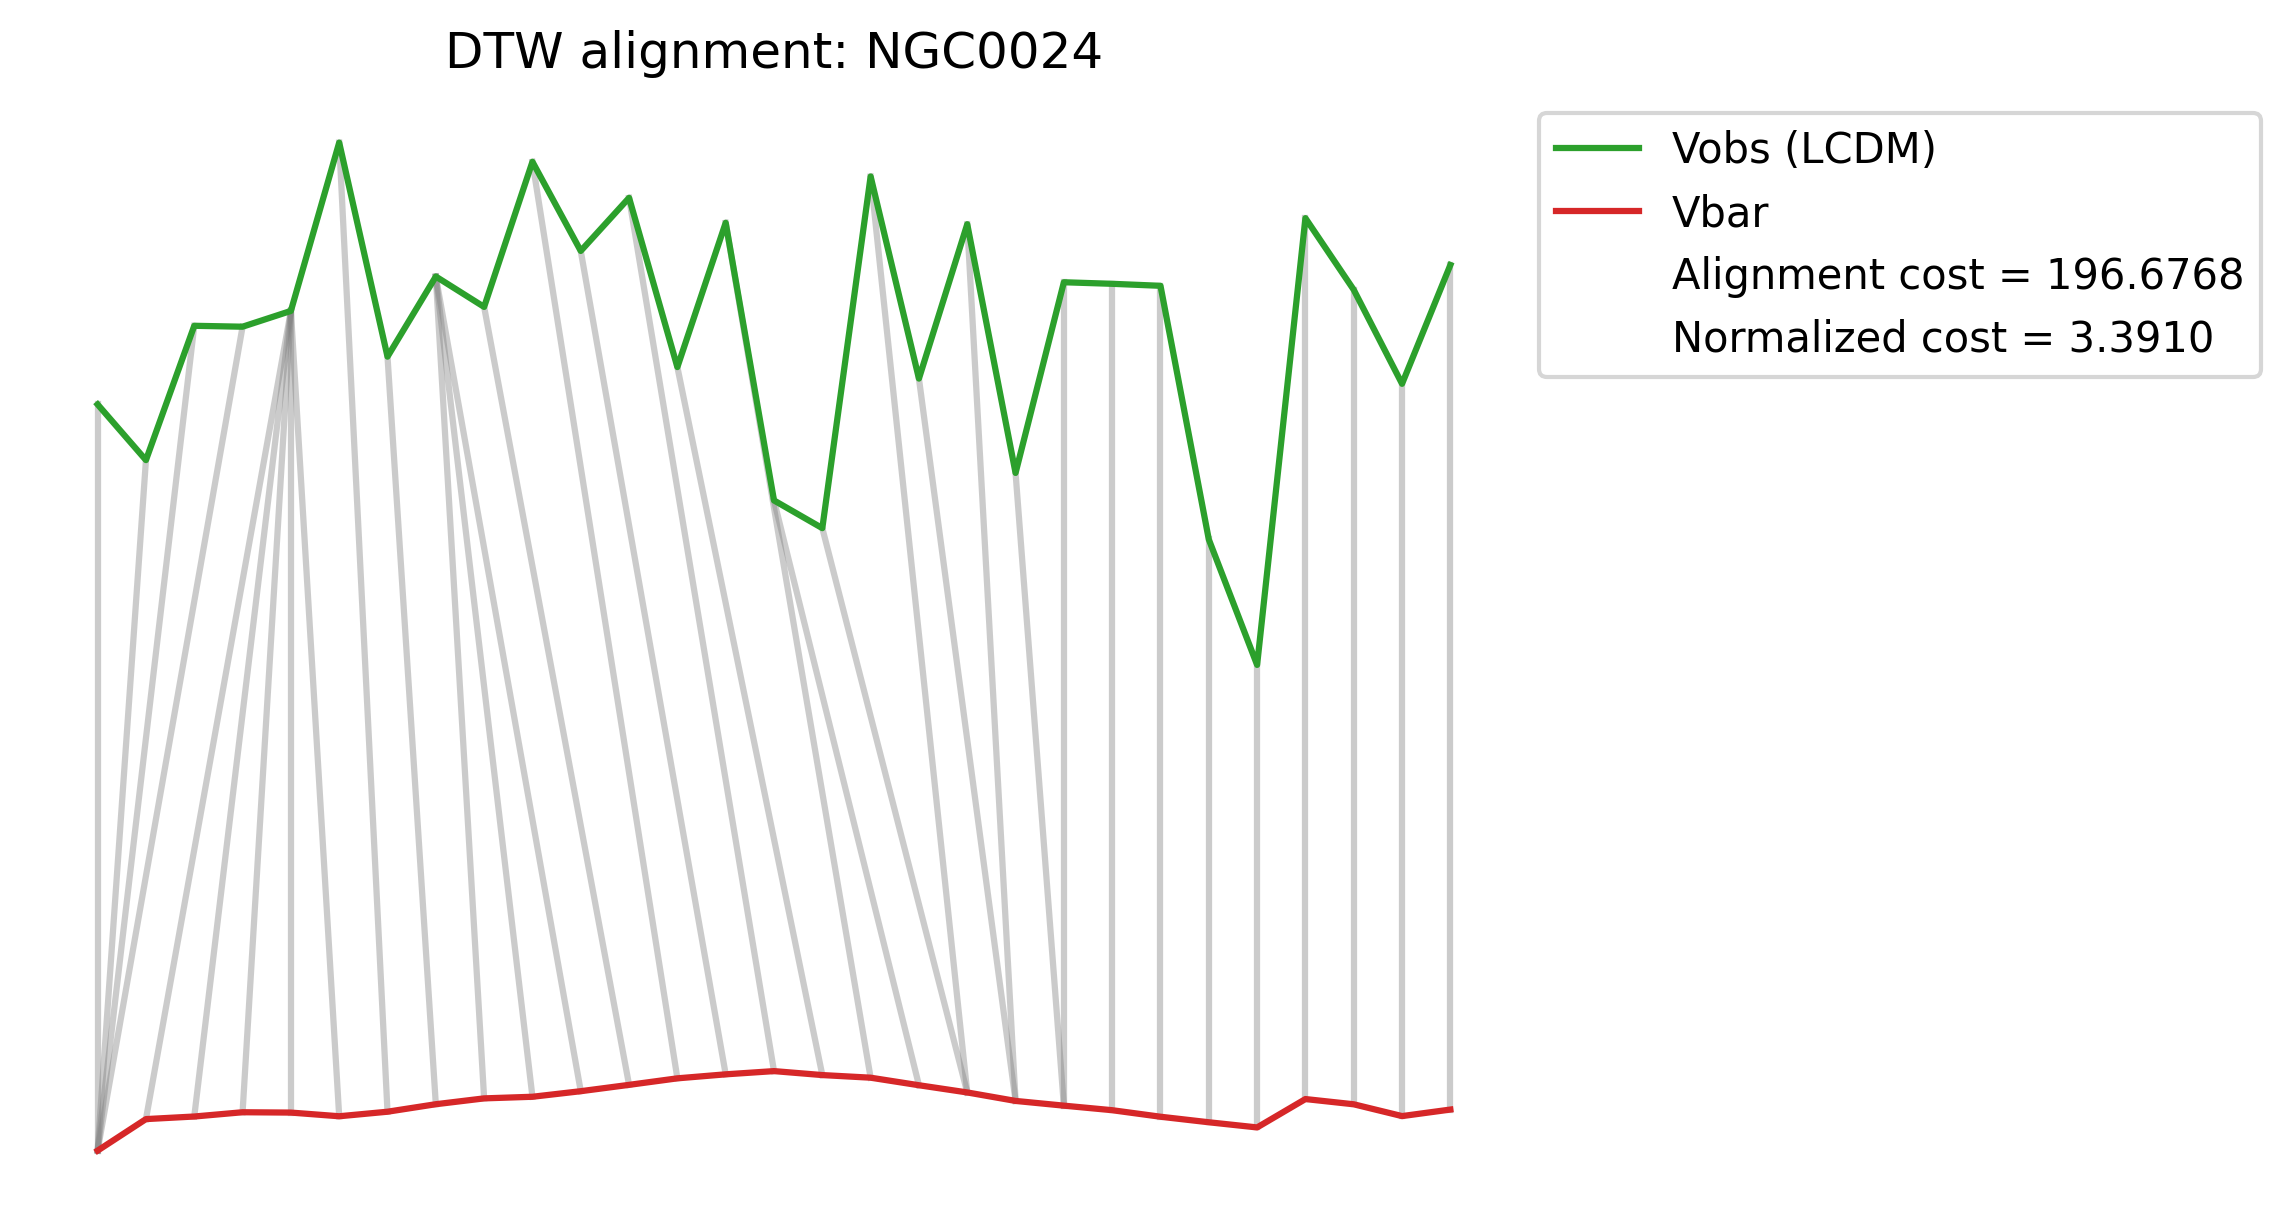 DTW alignment: NGC0024
Vobs (LCDM)
Vbar
Alignment cost = 196.6768
Normalized cost = 3.3910